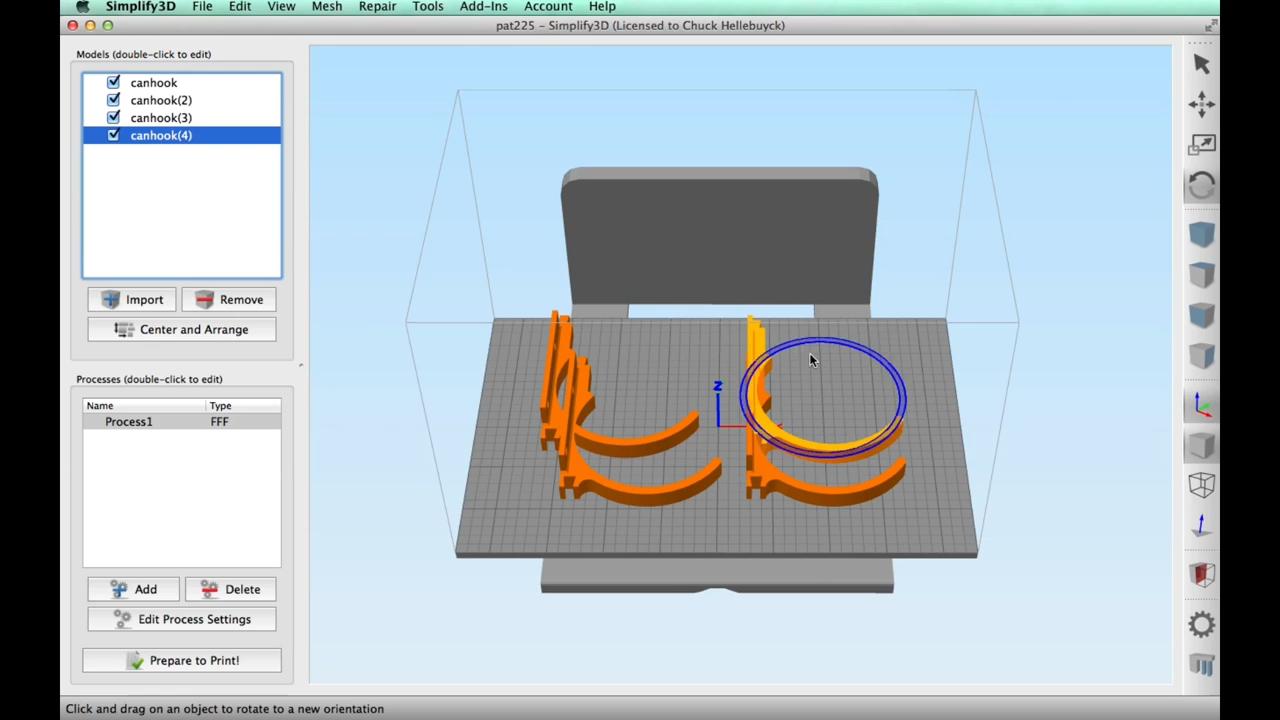 Simplify3D File Edit View Mesh Repair Tools Add-Ins Account Help
pat225 – Simplify3D (Licensed to Chuck Hellebuyck)
Models (double-click to edit)
canhook
canhook(2)
canhook(3)
canhook(4)
Import Remove
Center and Arrange
Processes (double-click to edit)
Name Type
Process1 FFF
Add Delete
Edit Process Settings
Prepare to Print!
z
Click and drag on an object to rotate to a new orientation